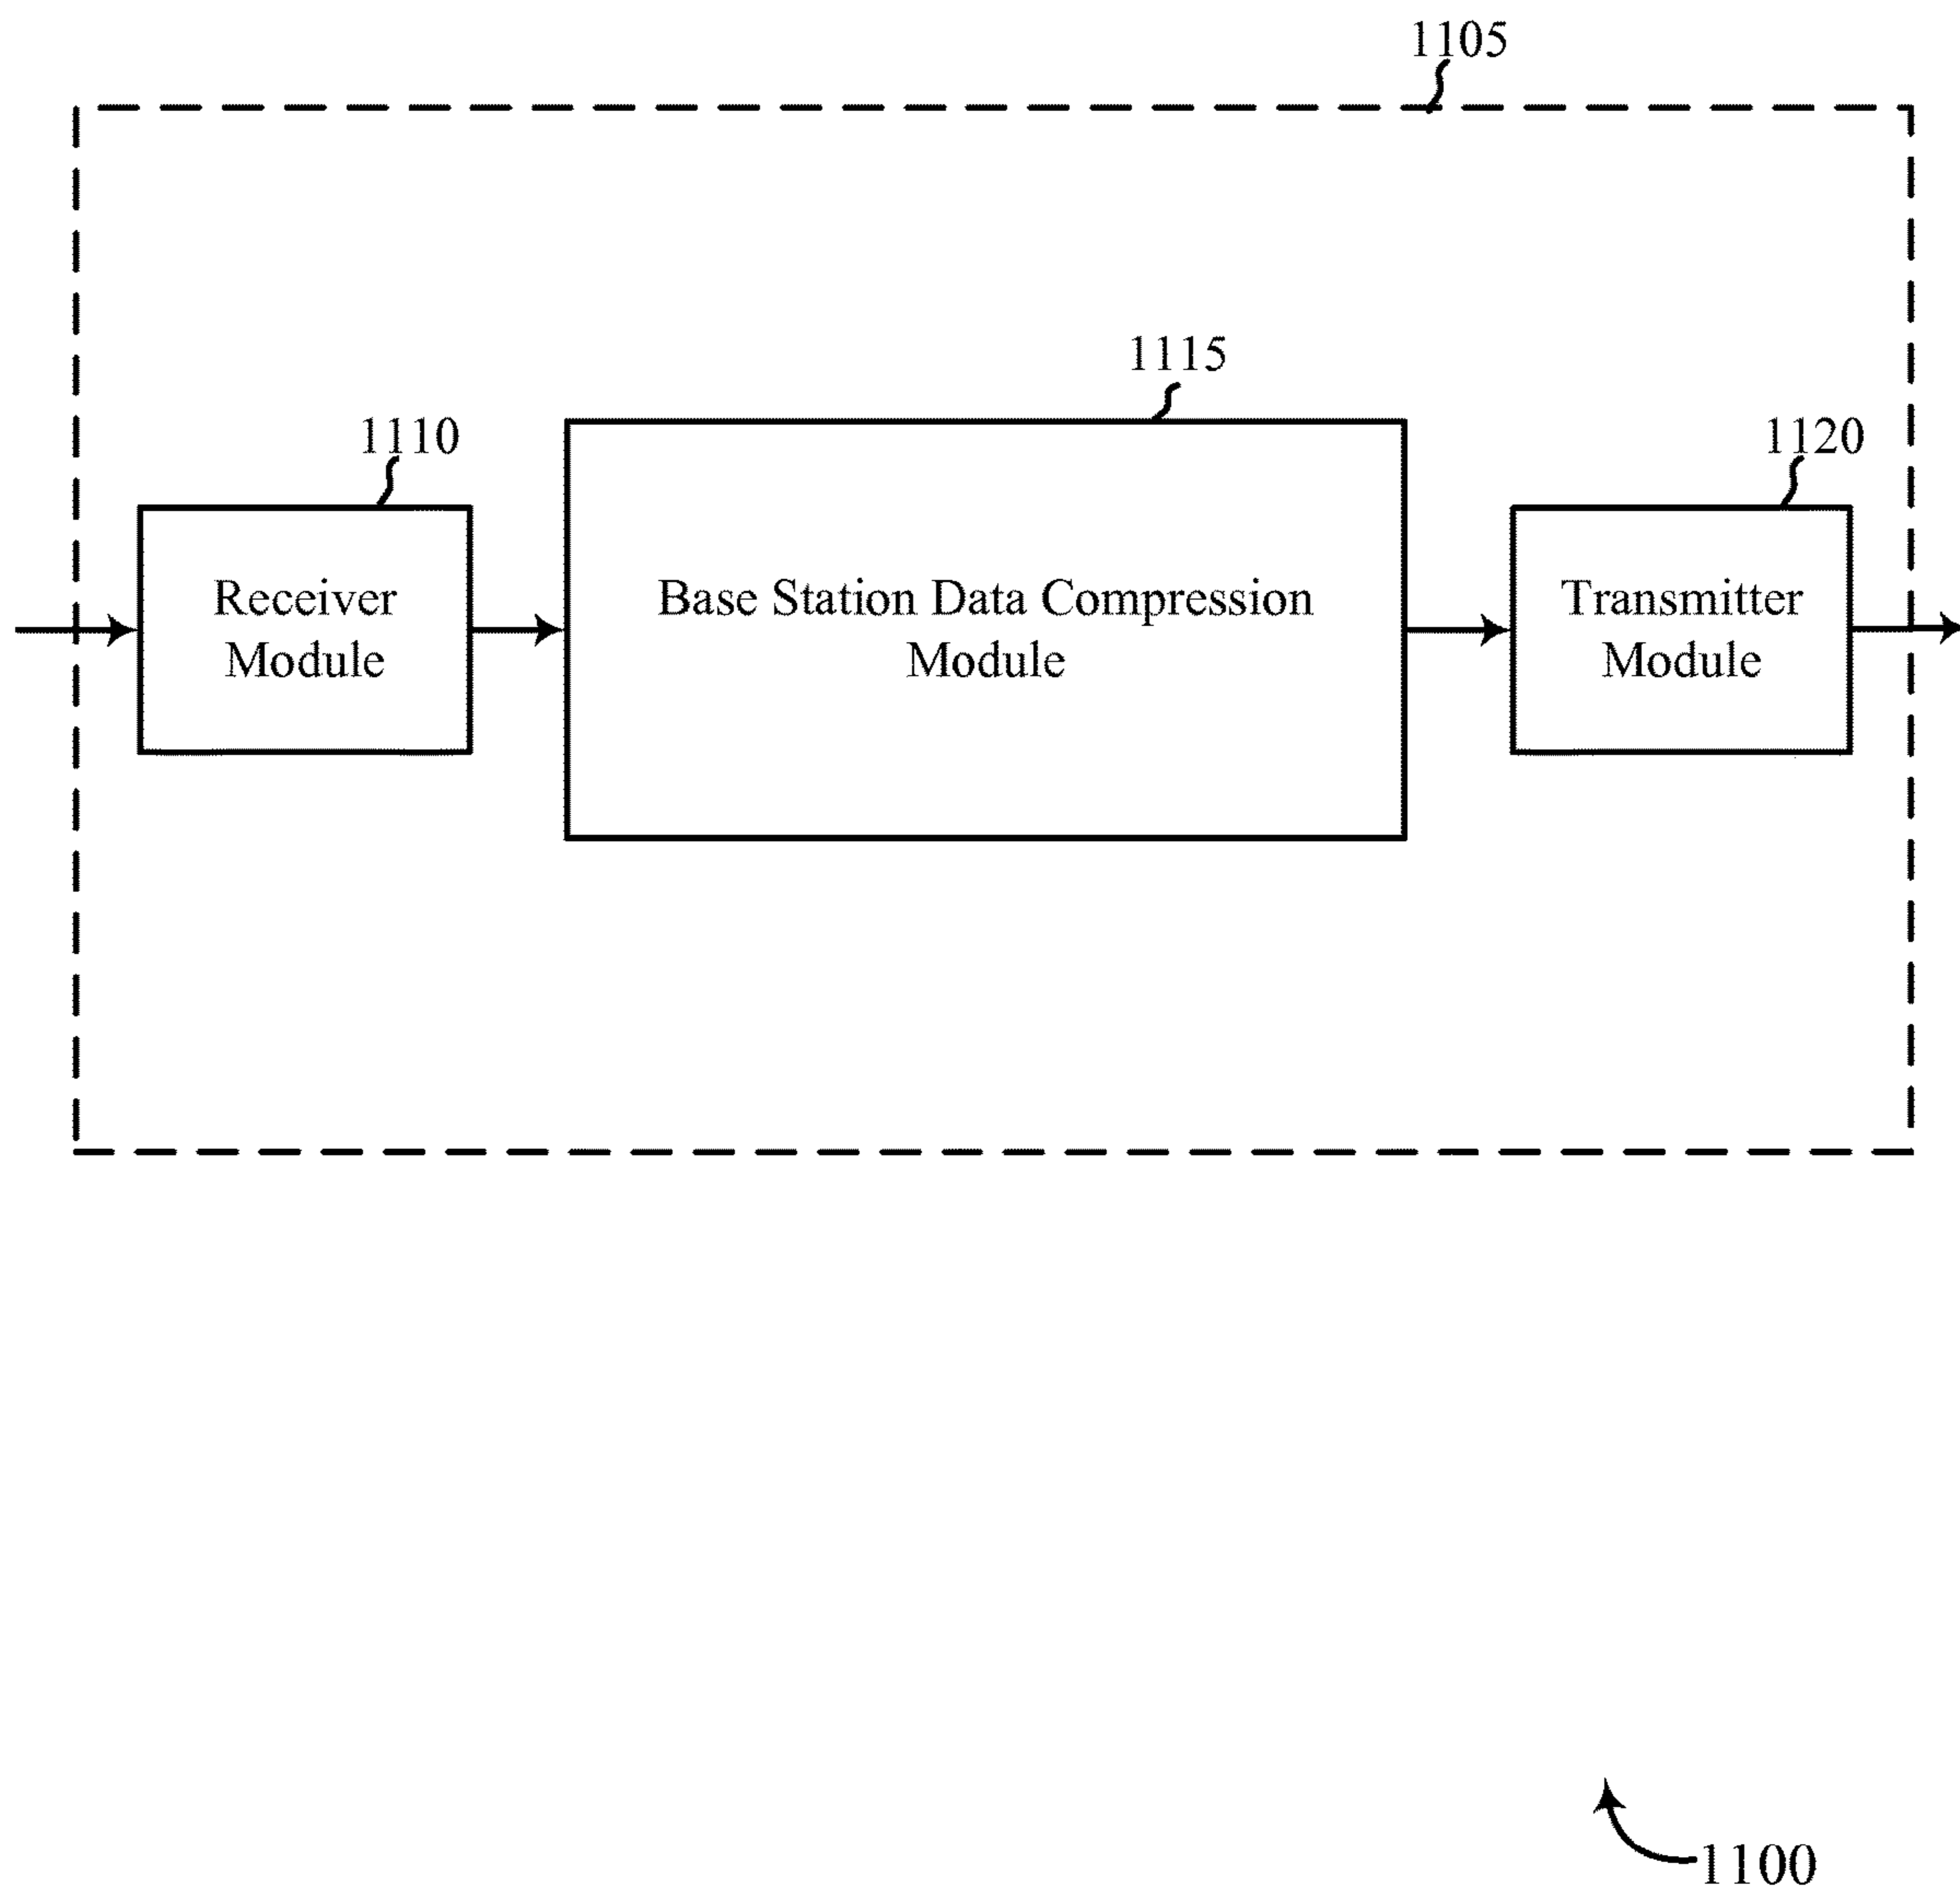 1105
1115
1110
1120
Receiver
Module
Base Station Data Compression
Module
Transmitter
Module
1100